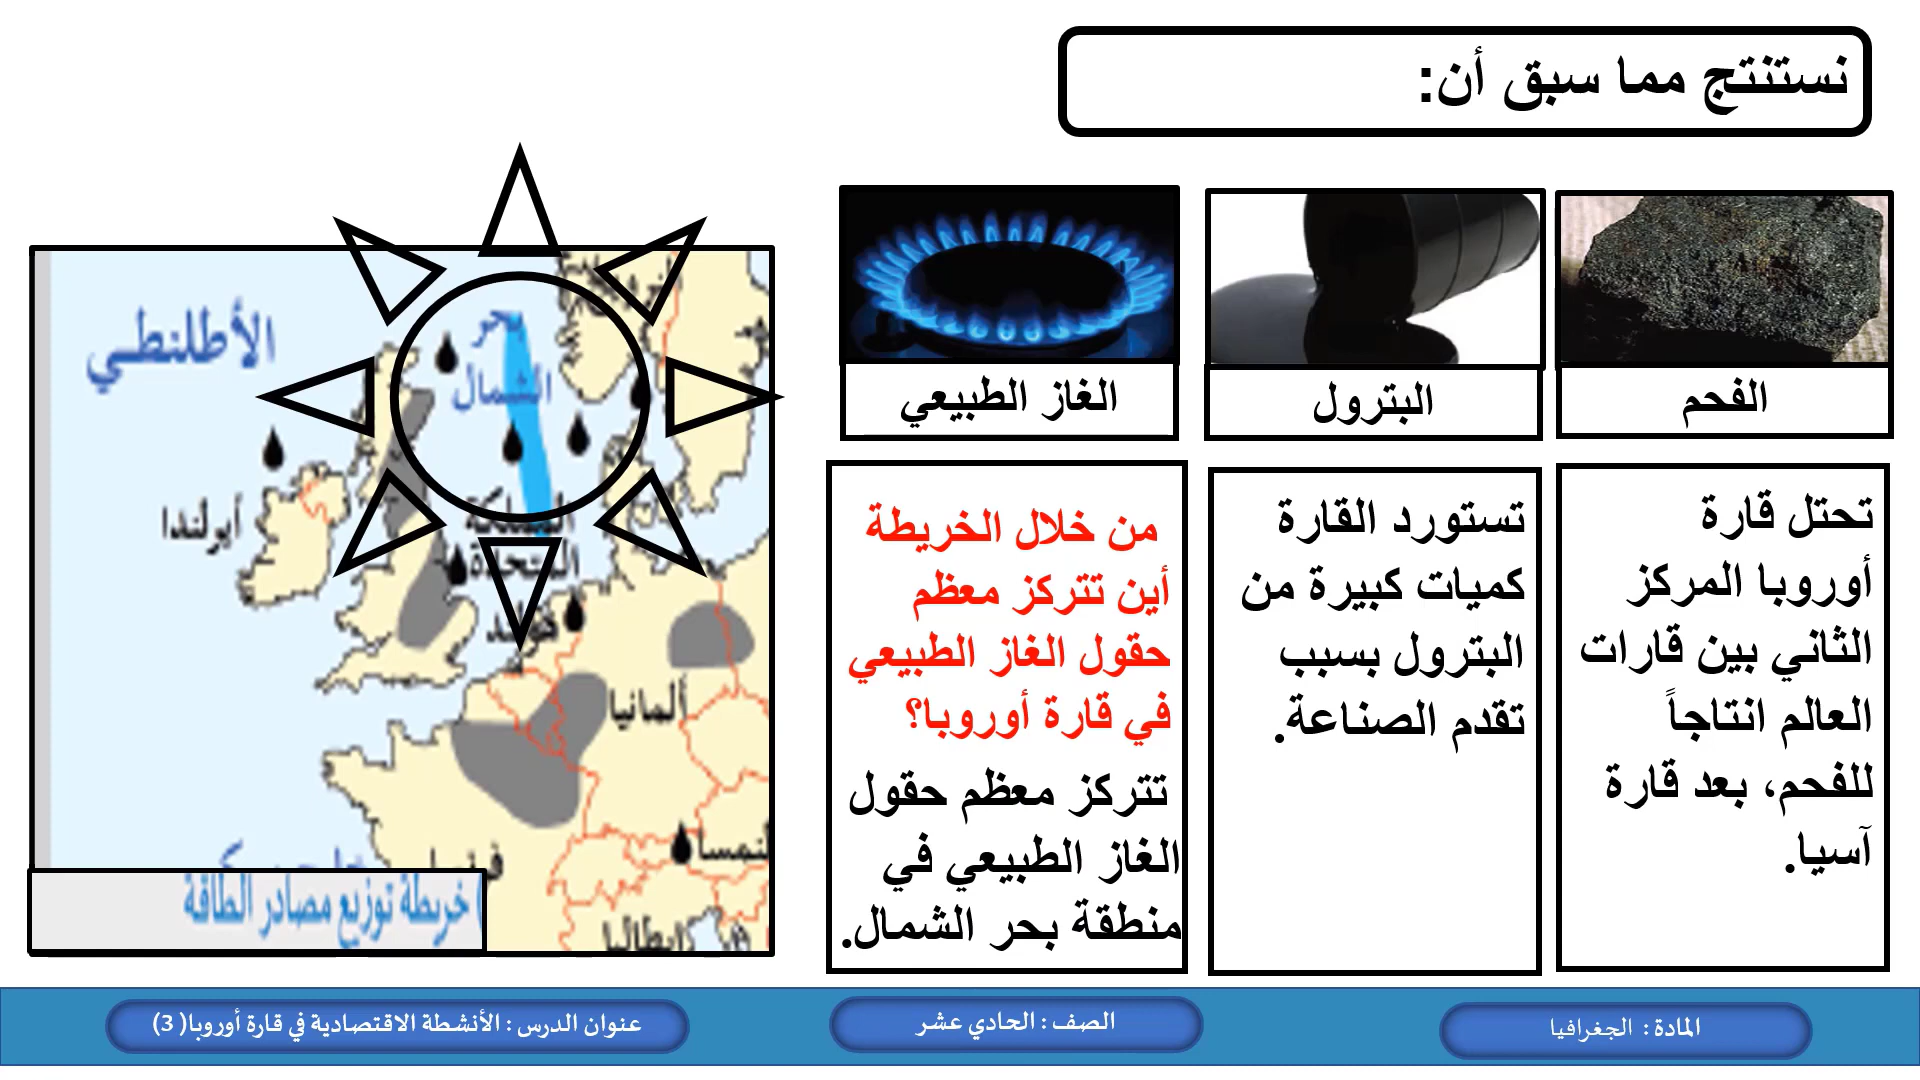 نستنتج مما سبق أن:
الفحم
البترول
الغاز الطبيعي
تحتل قارة
أوروبا المركز
الثاني بين قارات
العالم انتاجاً
للفحم، بعد قارة
آسيا.
تستورد القارة
كميات كبيرة من
البترول بسبب
تقدم الصناعة.
من خلال الخريطة
أين تتركز معظم
حقول الغاز الطبيعي
في قارة أوروبا؟
تتركز معظم حقول
الغاز الطبيعي في
منطقة بحر الشمال.
الأطلنطي
بحر
الشمال
أيرلندا
المملكة
المتحدة
ألمانيا
خريطة توزيع مصادر الطاقة
المادة : الجغرافيا
الصف : الحادي عشر
عنوان الدرس : الأنشطة الاقتصادية في قارة أوروبا( 3)